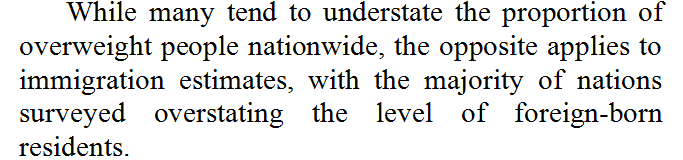 While many tend to understate the proportion of
overweight people nationwide, the opposite applies to
immigration estimates, with the majority of nations
surveyed overstating the level of foreign-born
residents.